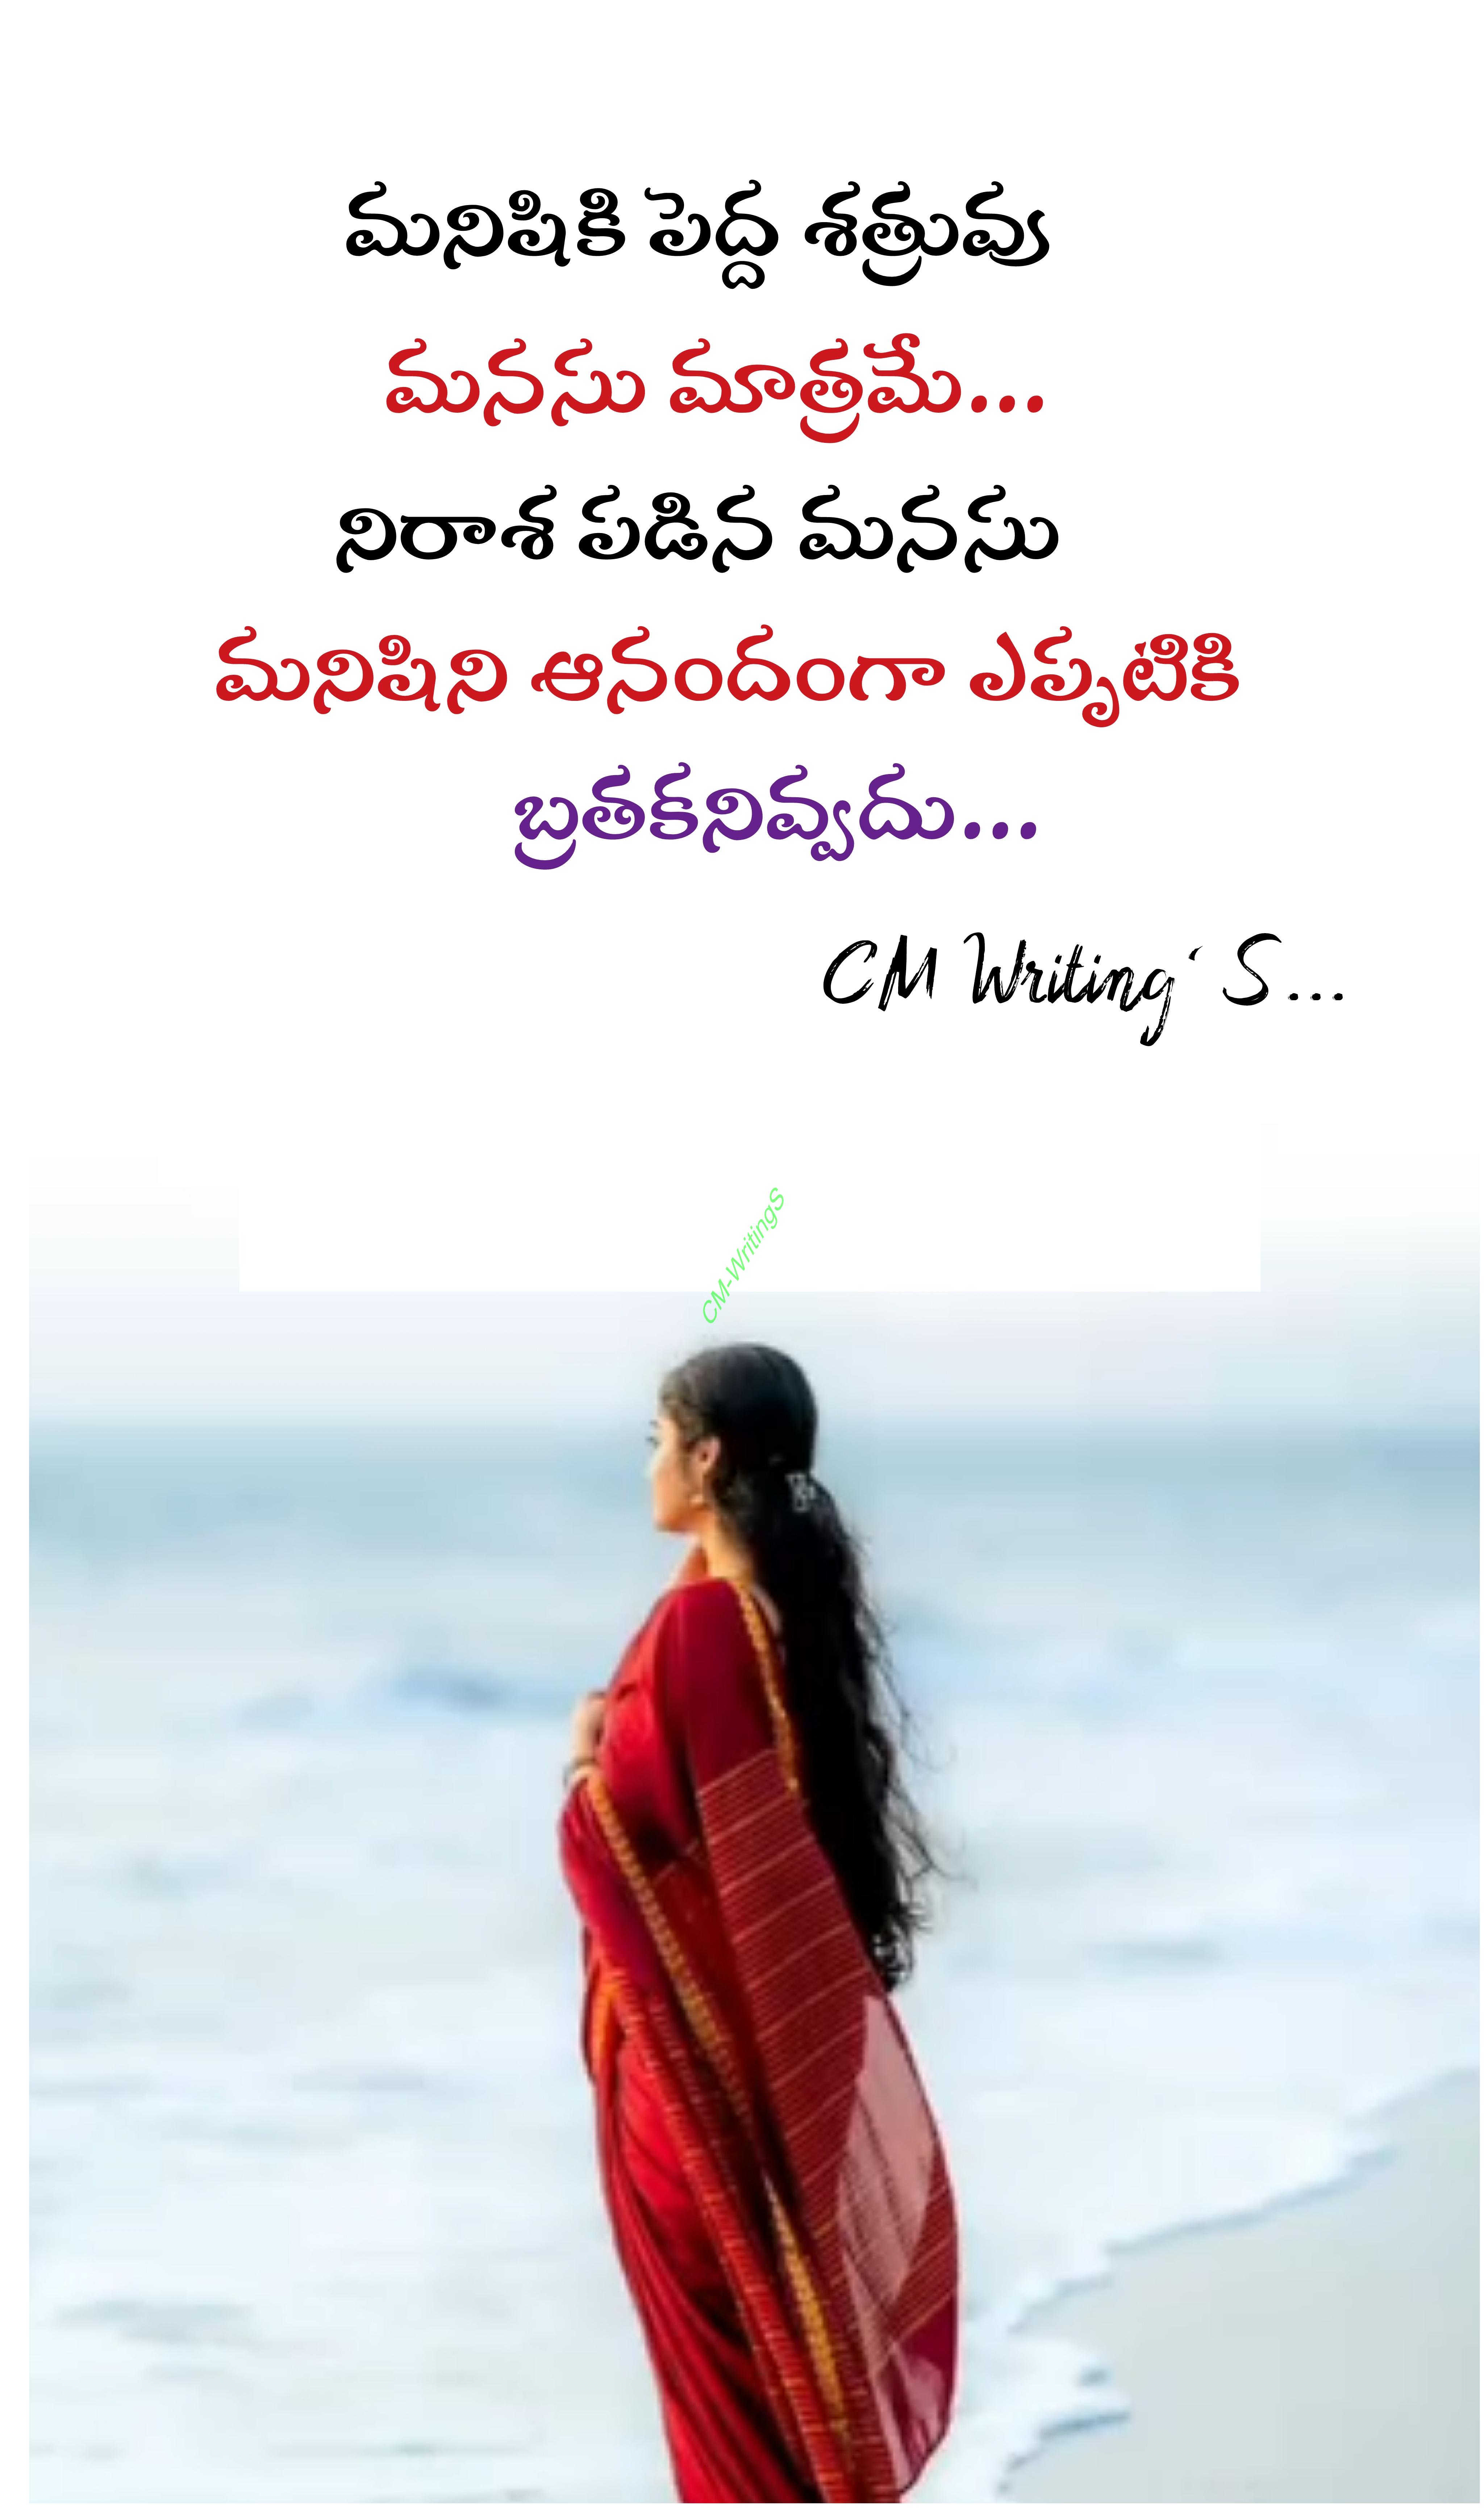 మనిషికి పెద్ద శత్రువు
మనసు మాత్రమే...
నిరాశ పడిన మనసు
మనిషిని ఆనందంగా ఎప్పటికి
బ్రతకనివ్వదు...
CM Writing‘ S...
CM-WritingS